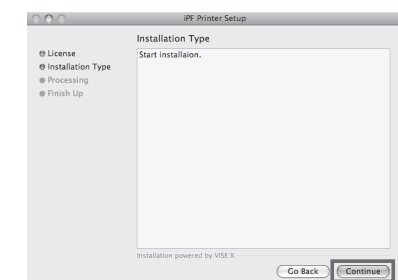 iPF Printer Setup
Installation Type
License
Installation Type
Processing
Finish Up
Start installaion.
Installation powered by VISE X
Go Back
Continue